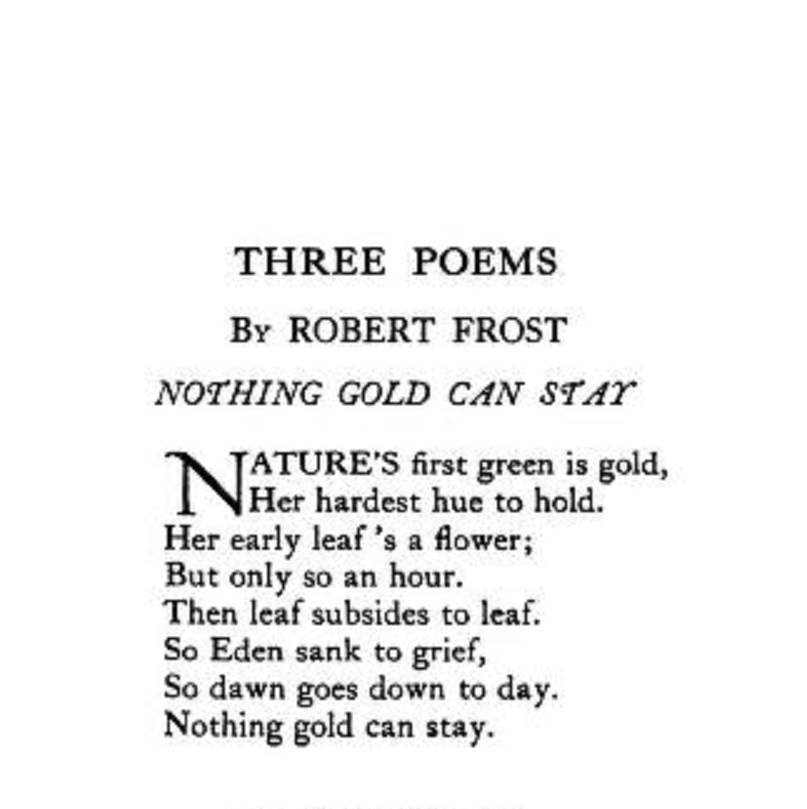 THREE POEMS
By ROBERT FROST
NOTHING GOLD CAN STAY
NATURE'S first green is gold,
Her hardest hue to hold.
Her early leaf 's a flower;
But only so an hour.
Then leaf subsides to leaf.
So Eden sank to grief,
So dawn goes down to day.
Nothing gold can stay.